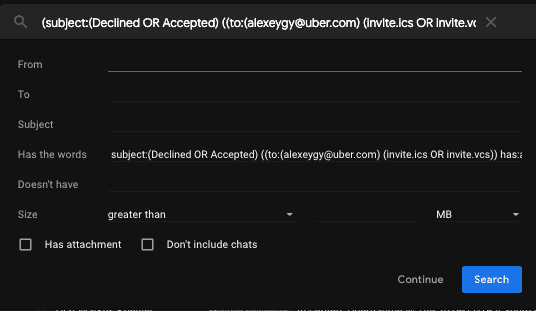 (subject:(Declined OR Accepted) ((to:(alexeygy@uber.com) (invite.ics OR invite.vc
From
To
Subject
Has the words subject:(Declined OR Accepted) ((to:(alexeygy@uber.com) (invite.ics OR invite.vcs)) has:a
Doesn't have
Size greater than MB
Has attachment Don't include chats
Continue Search